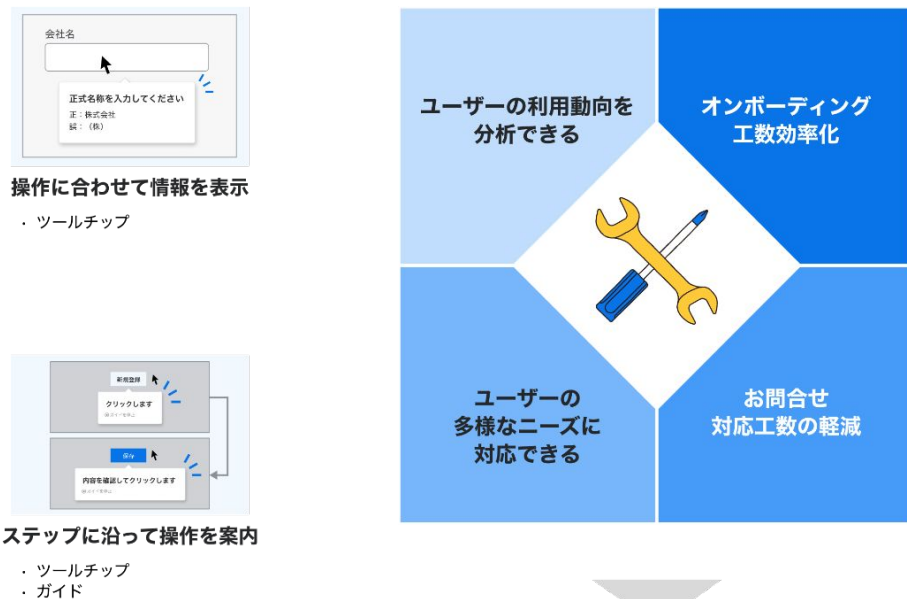 会社名
正式名称を入力してください
正：株式会社
誤：（株）
操作に合わせて情報を表示
・ツールチップ
新規登録
クリックします
保存
内容を確認してクリックします
ステップに沿って操作を案内
・ツールチップ
・ガイド
ユーザーの利用動向を
分析できる
オンボーディング
工数効率化
ユーザーの
多様なニーズに
対応できる
お問合せ
対応工数の軽減